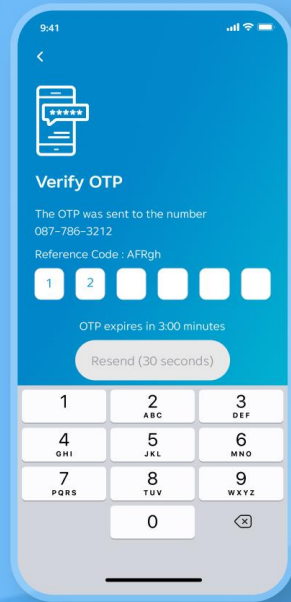 9:41
*****
Verify OTP
The OTP was sent to the number
087-786-3212
Reference Code : AFRgh
1 2
OTP expires in 3:00 minutes
Resend (30 seconds)
1 2 3
ABC DEF
4 5 6
GHI JKL MNO
7 8 9
PQRS TUV WXYZ
0